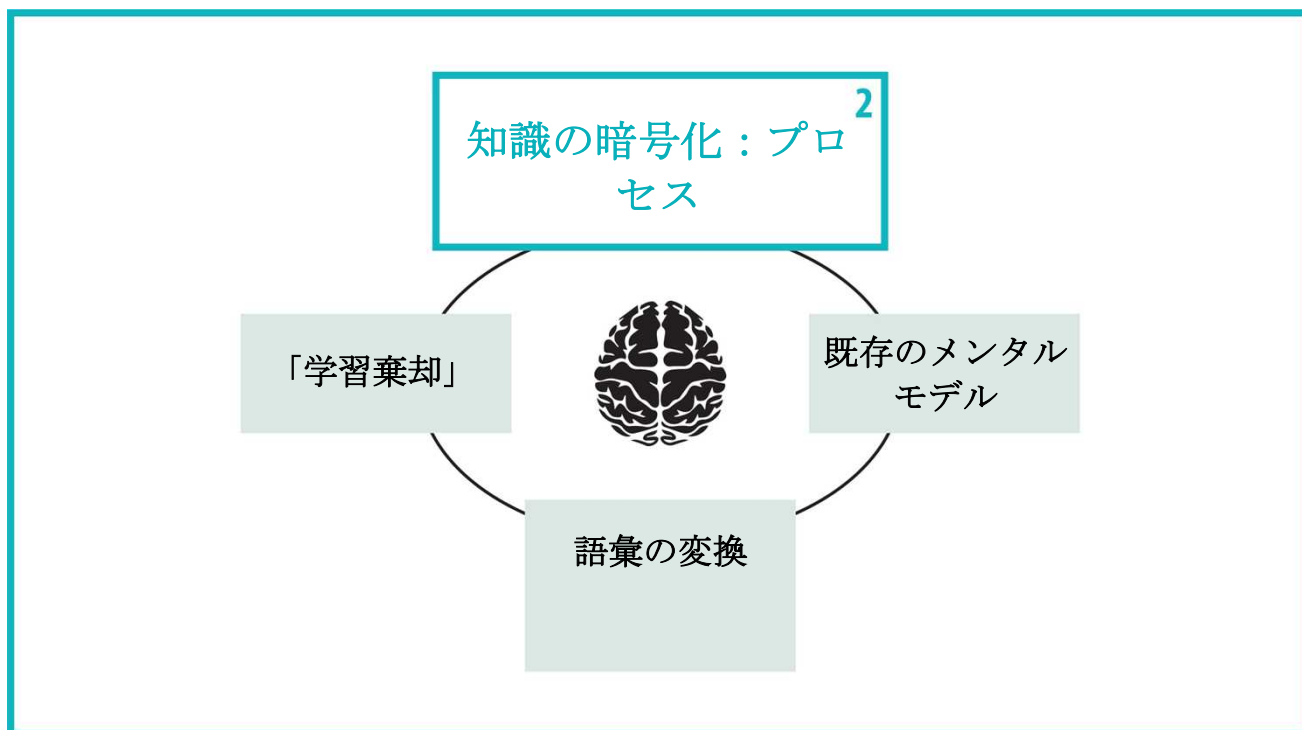 2
知識の暗号化：プロ
セス
「学習棄却」
既存のメンタル
モデル
語彙の変換